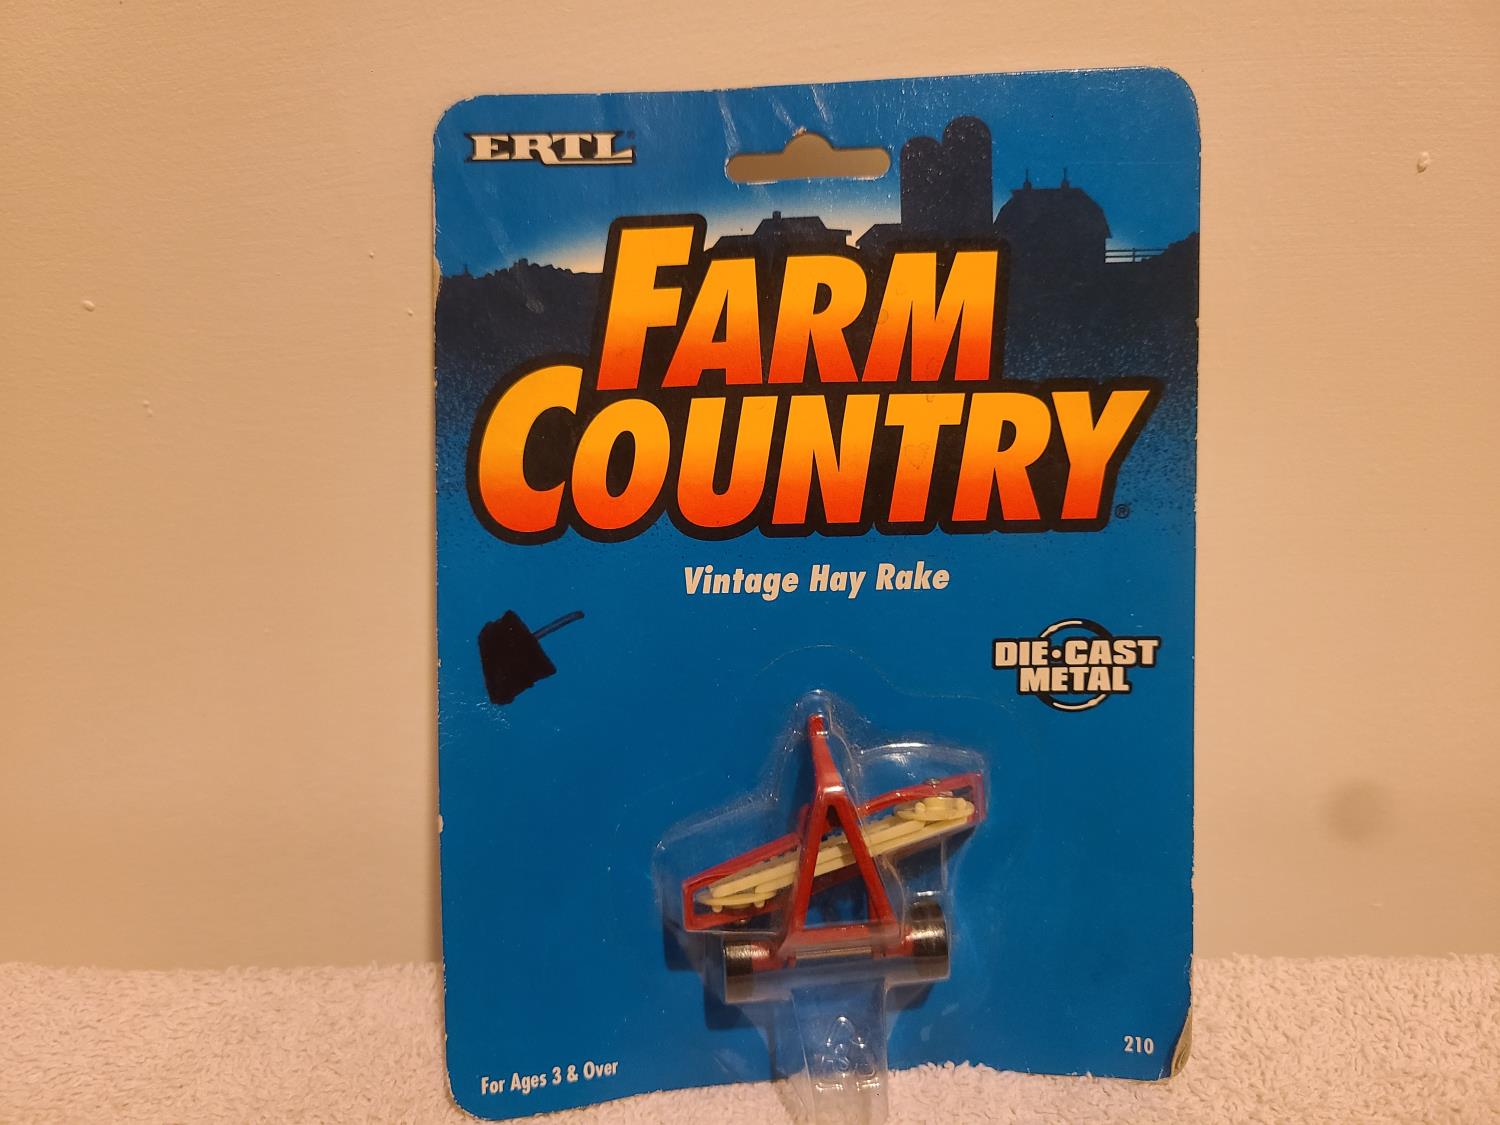 ERTL®
FARM
COUNTRY®
Vintage Hay Rake
DIE•CAST
METAL
210
For Ages 3 & Over